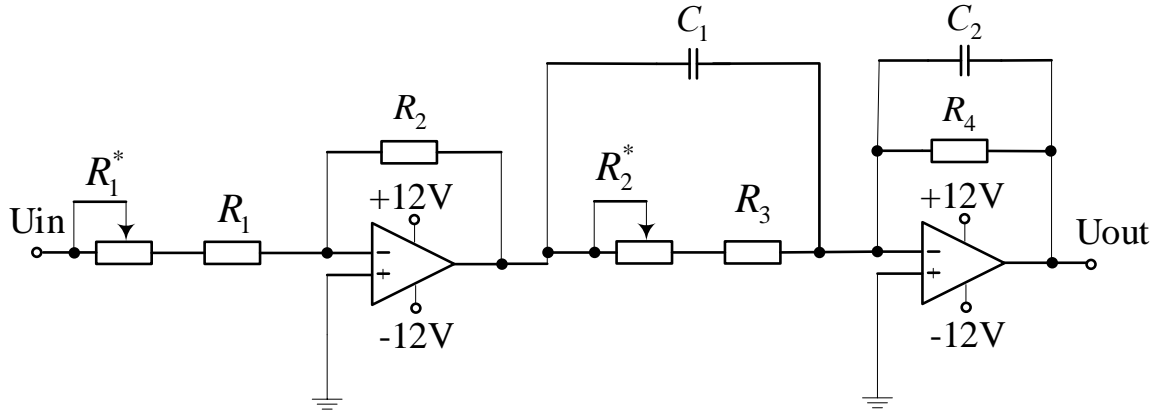 C₁
C₂
R₂
R₄
R₁*
+12V
R₂*
+12V
Uin
R₁
R₃
Uout
−
+
−
+
-12V
-12V